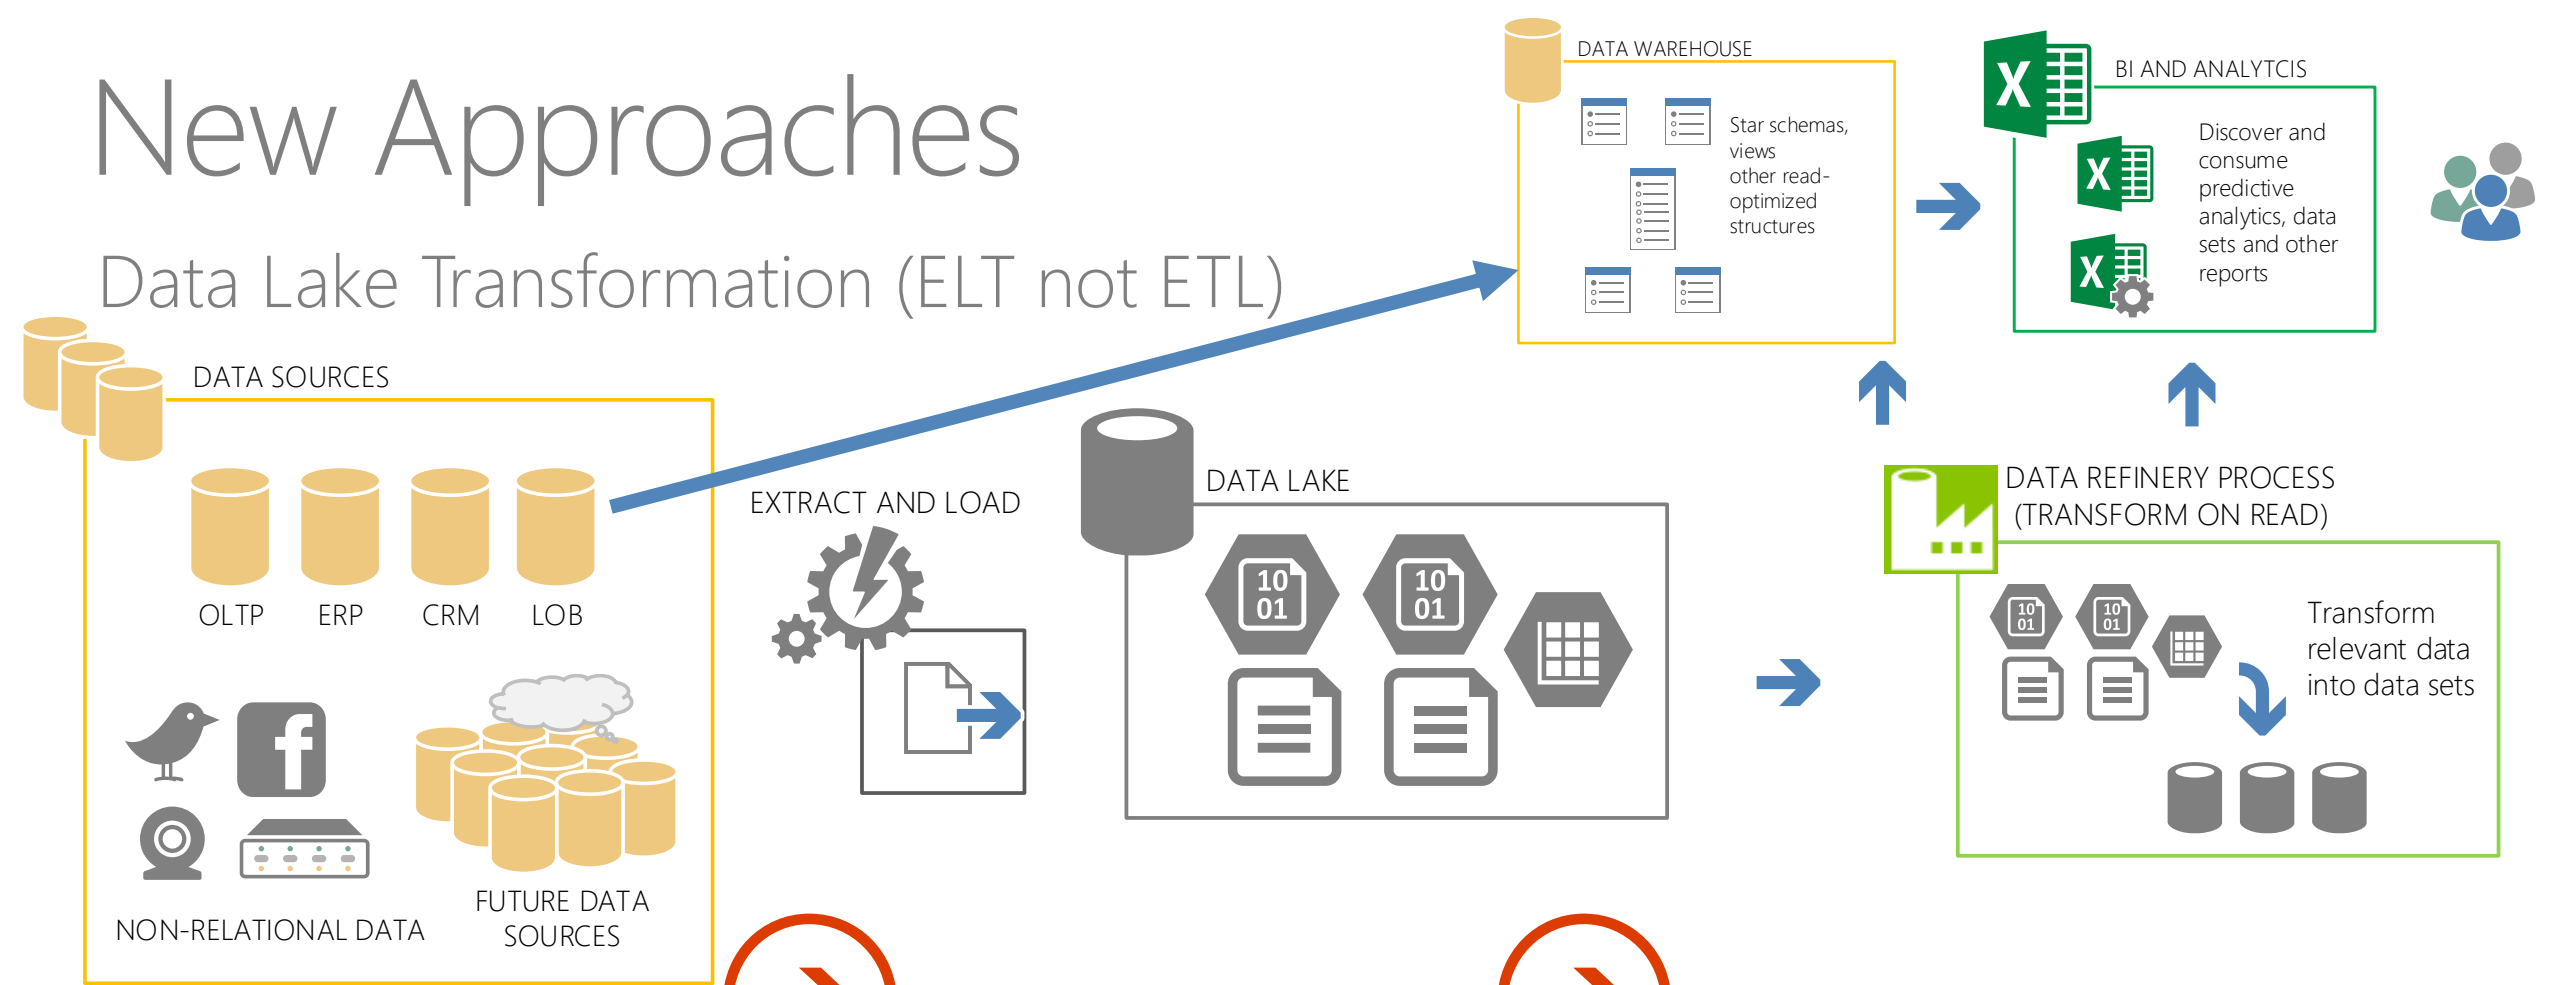 New Approaches
Data Lake Transformation (ELT not ETL)
DATA SOURCES
OLTP
ERP
CRM
LOB
NON-RELATIONAL DATA
FUTURE DATA
SOURCES
EXTRACT AND LOAD
DATA LAKE
10
01
10
01
DATA WAREHOUSE
Star schemas,
views
other read-
optimized
structures
BI AND ANALYTCIS
Discover and
consume
predictive
analytics, data
sets and other
reports
DATA REFINERY PROCESS
(TRANSFORM ON READ)
10
01
10
01
Transform
relevant data
into data sets